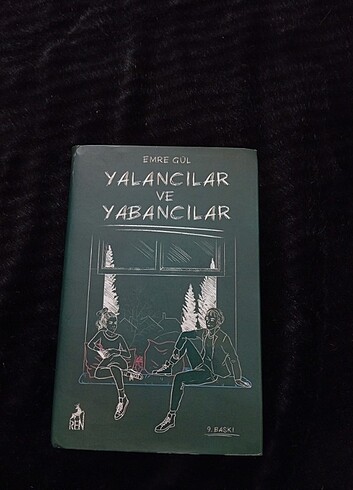 EMRE GÜL
YALANCILAR
VE
YABANCILAR
REN
9. BASKI